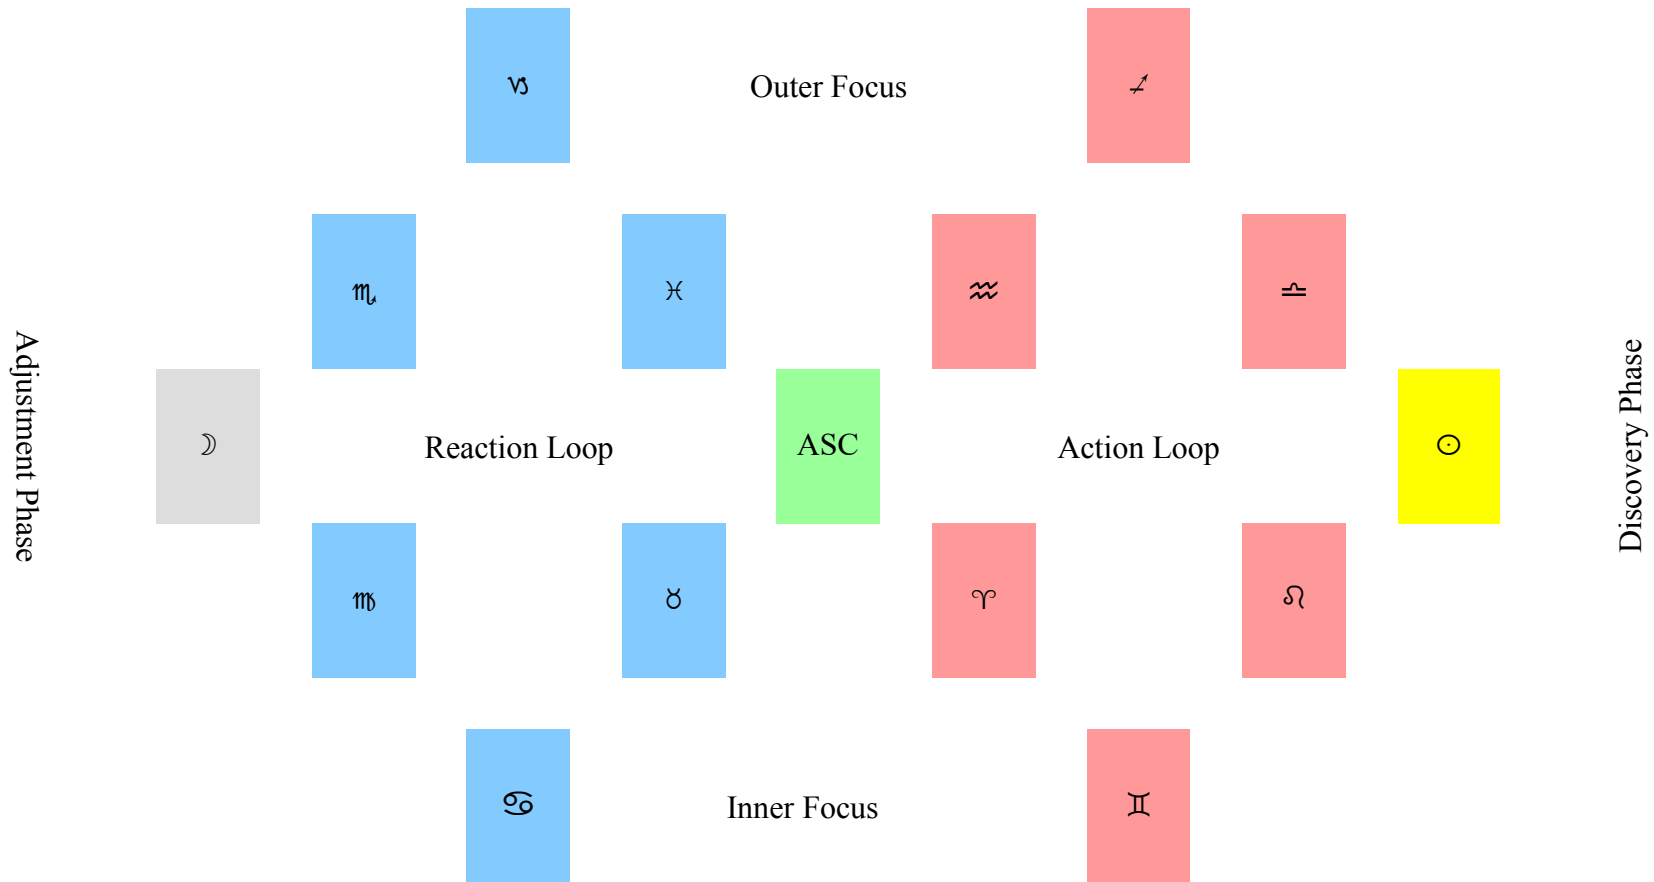 ♑ Outer Focus ♐
♏ ♓ ♒ ♎
Adjustment Phase
☽ Reaction Loop ASC Action Loop ☉
Discovery Phase
♍ ♉ ♈ ♌
♋ Inner Focus ♊